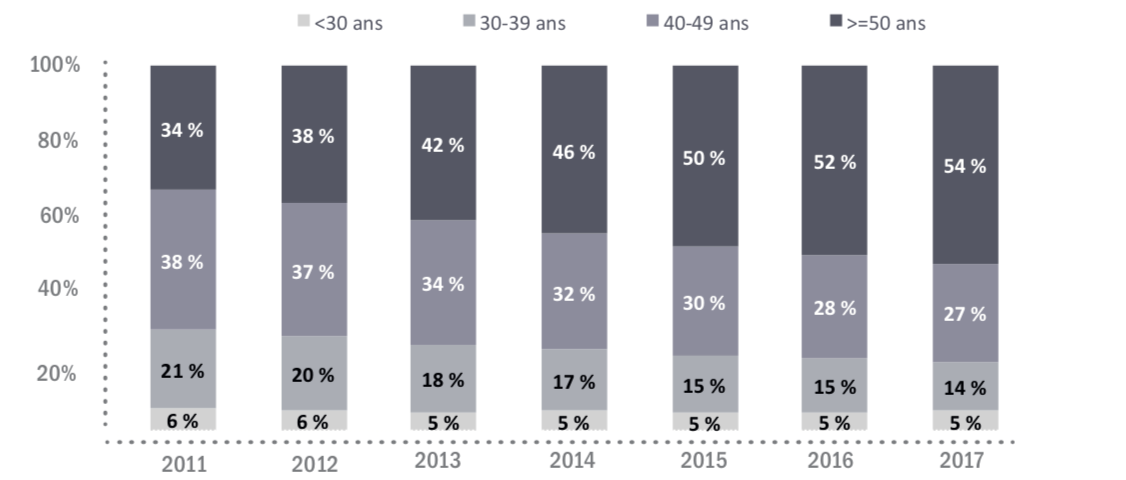 <30 ans 30-39 ans 40-49 ans >=50 ans
100%
80%
60%
40%
20%
34 % 38 % 42 % 46 % 50 % 52 % 54 %
38 % 37 % 34 % 32 % 30 % 28 % 27 %
21 % 20 % 18 % 17 % 15 % 15 % 14 %
6 % 6 % 5 % 5 % 5 % 5 % 5 %
2011 2012 2013 2014 2015 2016 2017